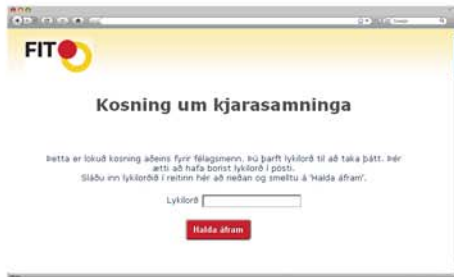 FIT
Kosning um kjarasamninga
Þetta er lokuð kosning aðeins fyrir félagsmenn. Þú þarft lykilorð til að taka þátt. Þér
ætti að hafa borist lykilorð í pósti.
Sláðu inn lykilorðið í reitinn hér að neðan og smelltu á 'Halda áfram'.
Lykilorð
Halda áfram